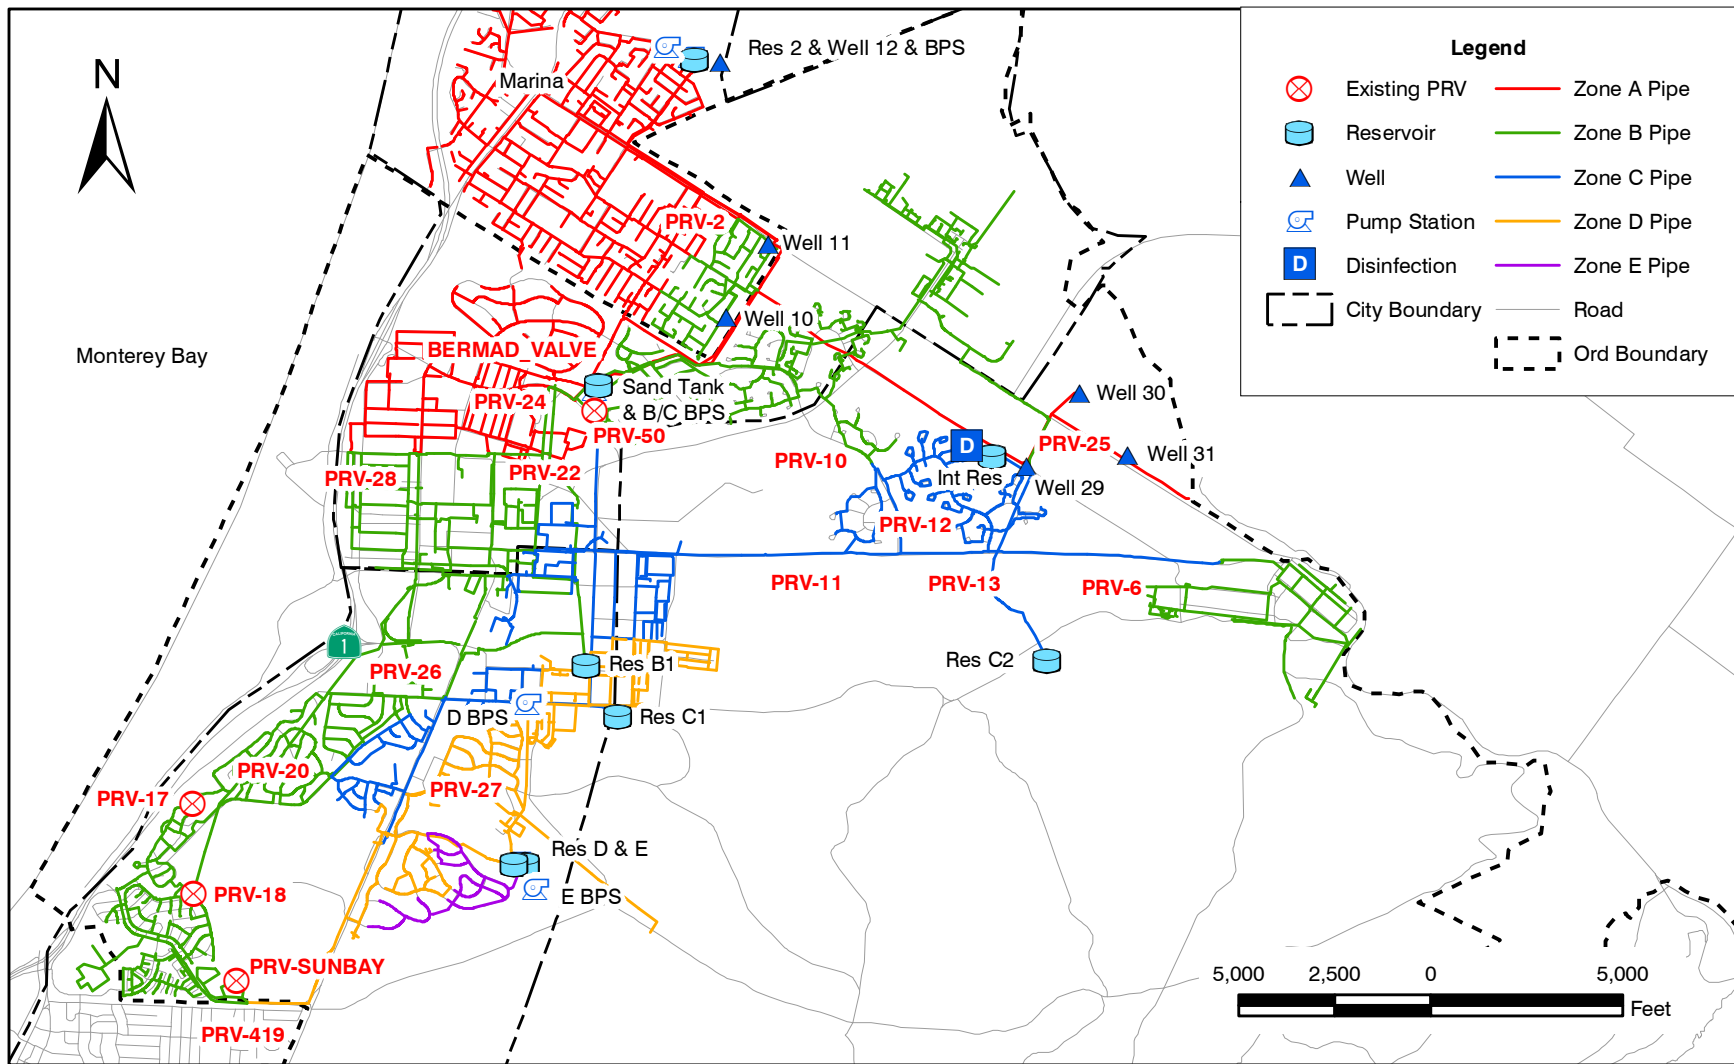 N
Marina
Res 2 & Well 12 & BPS
Legend
Existing PRV
Zone A Pipe
Reservoir
Zone B Pipe
Well
Zone C Pipe
Pump Station
Zone D Pipe
D
Disinfection
Zone E Pipe
City Boundary
Road
Ord Boundary
PRV-2
Well 11
Well 10
Monterey Bay
BERMAD_VALVE
Sand Tank
& B/C BPS
PRV-24
PRV-50
Well 30
PRV-25
Well 31
D
PRV-10
Int Res
Well 29
PRV-28
PRV-22
PRV-12
PRV-11
PRV-13
PRV-6
CALIFORNIA
1
Res B1
Res C2
PRV-26
D BPS
Res C1
PRV-20
PRV-17
PRV-27
Res D & E
E BPS
PRV-18
PRV-SUNBAY
PRV-419
5,000
2,500
0
5,000
Feet